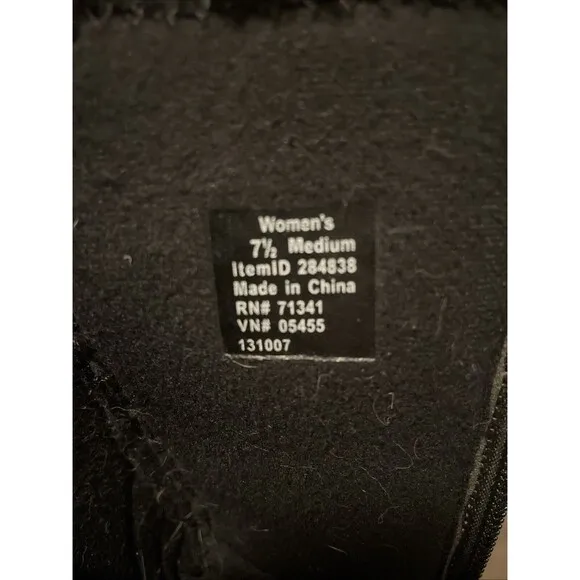 Women's
7½ Medium
ItemID 284838
Made in China
RN# 71341
VN# 05455
131007